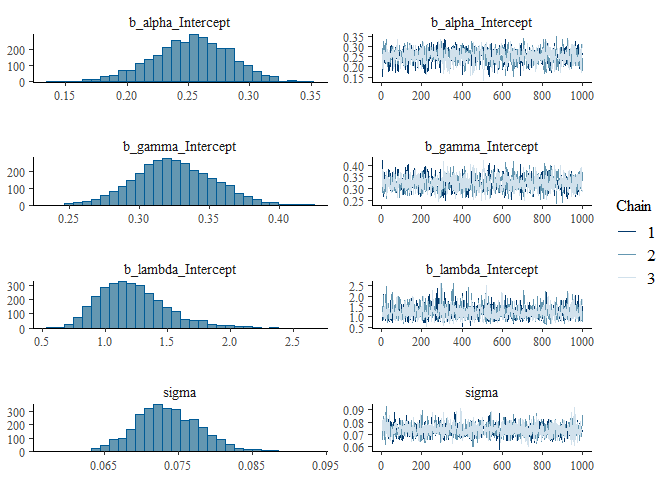 b_alpha_Intercept
200
100
0
0.15 0.20 0.25 0.30 0.35
b_alpha_Intercept
0.35
0.30
0.25
0.20
0.15
0 200 400 600 800 1000
b_gamma_Intercept
200
100
0
0.25 0.30 0.35 0.40
b_gamma_Intercept
0.40
0.35
0.30
0.25
0 200 400 600 800 1000
b_lambda_Intercept
300
200
100
0
0.5 1.0 1.5 2.0 2.5
b_lambda_Intercept
2.5
2.0
1.5
1.0
0.5
0 200 400 600 800 1000
sigma
300
200
100
0
0.065 0.075 0.085 0.095
sigma
0.09
0.08
0.07
0.06
0 200 400 600 800 1000
Chain
1
2
3